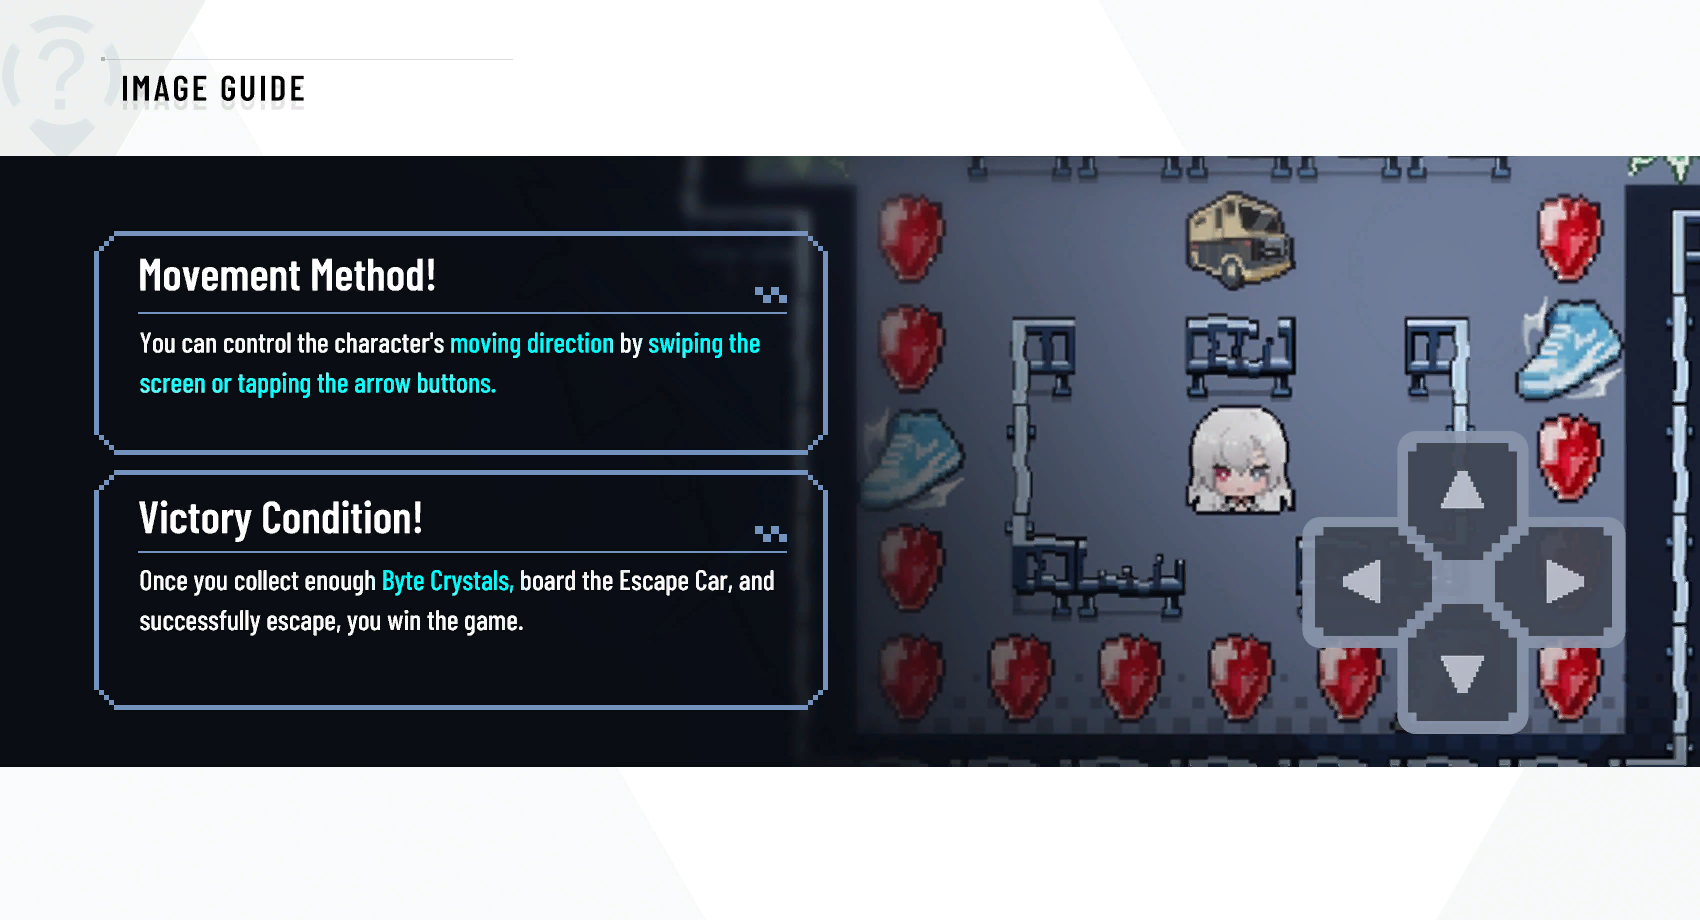 IMAGE GUIDE
Movement Method!
You can control the character's moving direction by swiping the
screen or tapping the arrow buttons.
Victory Condition!
Once you collect enough Byte Crystals, board the Escape Car, and
successfully escape, you win the game.